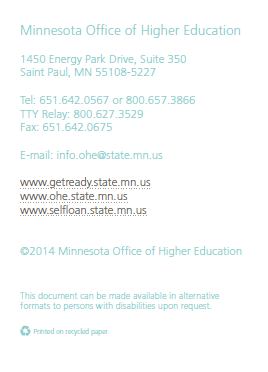 Minnesota Office of Higher Education
1450 Energy Park Drive, Suite 350
Saint Paul, MN 55108-5227
Tel: 651.642.0567 or 800.657.3866
TTY Relay: 800.627.3529
Fax: 651.642.0675
E-mail: info.ohe@state.mn.us
www.getready.state.mn.us
www.ohe.state.mn.us
www.selfloan.state.mn.us
©2014 Minnesota Office of Higher Education
This document can be made available in alternative
formats to persons with disabilities upon request.
Printed on recycled paper.